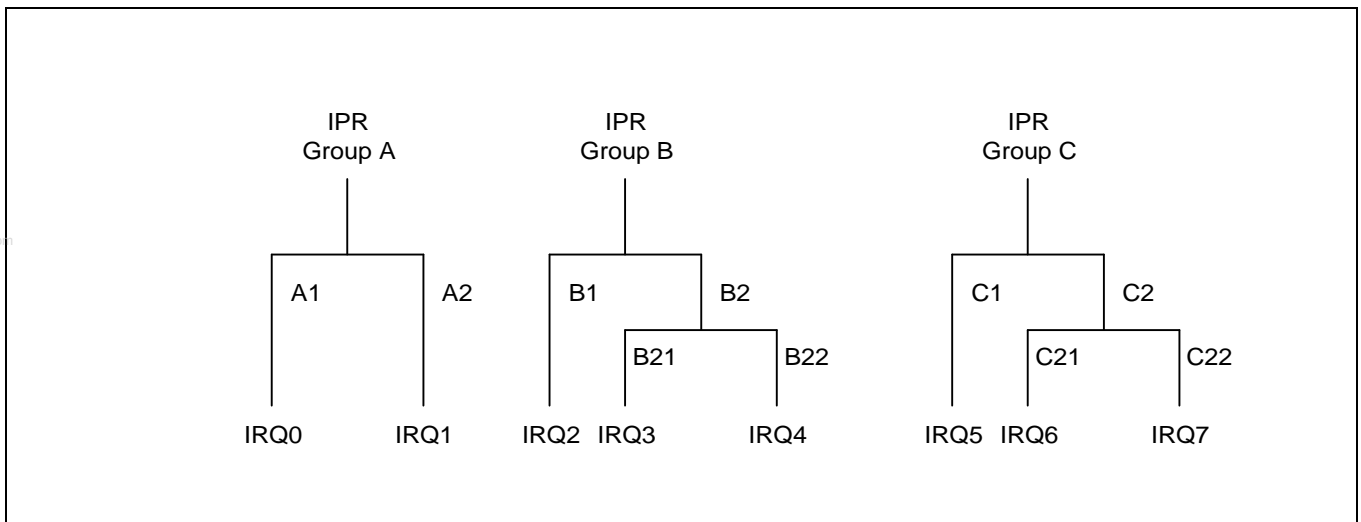 IPR
Group A
IPR
Group B
IPR
Group C
A1
A2
B1
B2
C1
C2
B21
B22
C21
C22
IRQ0
IRQ1
IRQ2
IRQ3
IRQ4
IRQ5
IRQ6
IRQ7